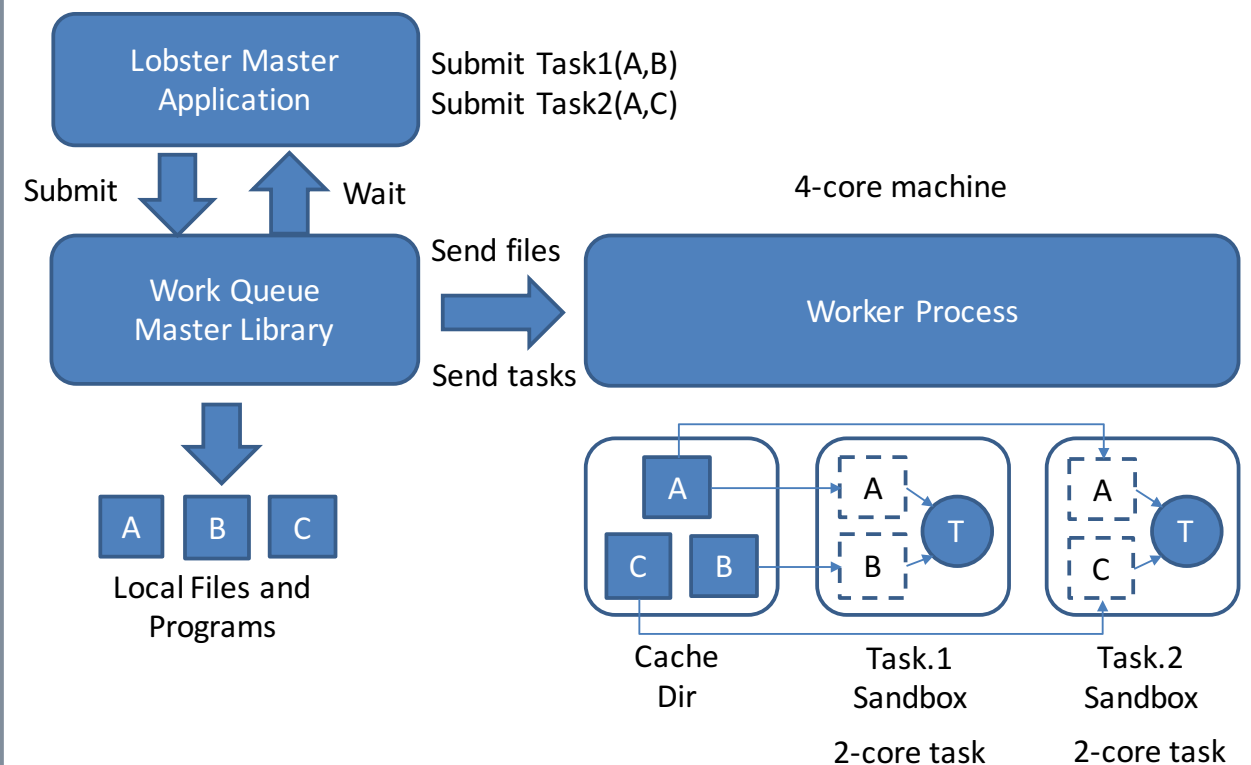 Lobster Master
Application
Submit Task1(A,B)
Submit Task2(A,C)
Submit
Wait
4-core machine
Work Queue
Master Library
Send files
Send tasks
Worker Process
A
B
C
Local Files and
Programs
A
C
B
Cache
Dir
A
B
T
Task.1
Sandbox
2-core task
A
C
T
Task.2
Sandbox
2-core task